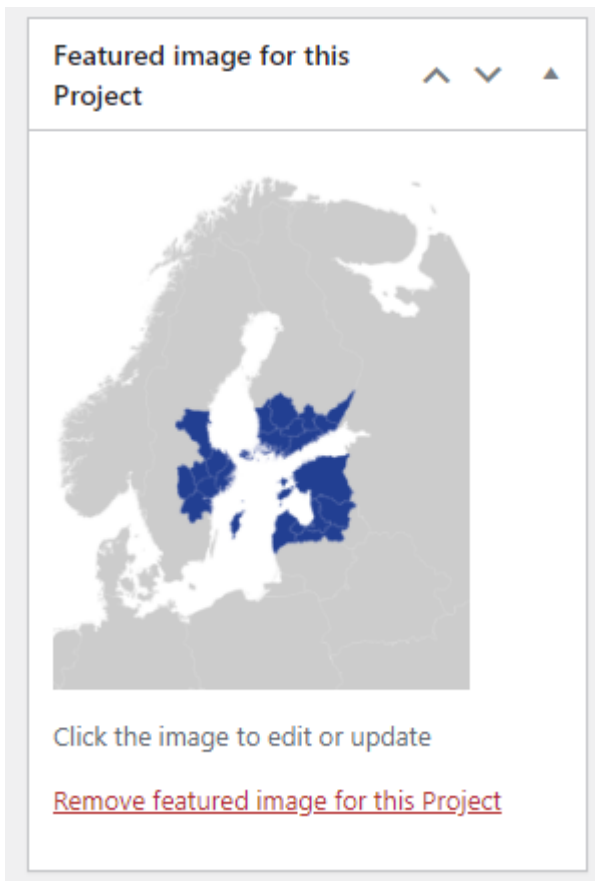 Featured image for this
Project
Click the image to edit or update
Remove featured image for this Project